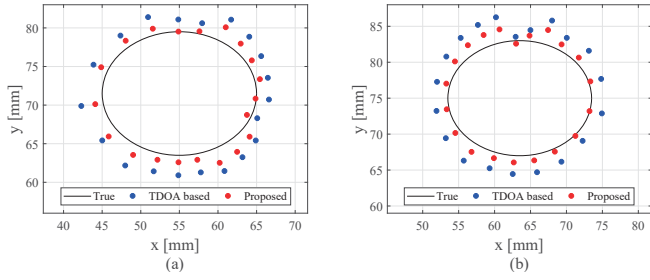 80
75
70
65
60
y [mm]
True TDOA based Proposed
40 45 50 55 60 65 70
x [mm]
(a)
85
80
75
70
65
60
y [mm]
True TDOA based Proposed
50 55 60 65 70 75 80
x [mm]
(b)